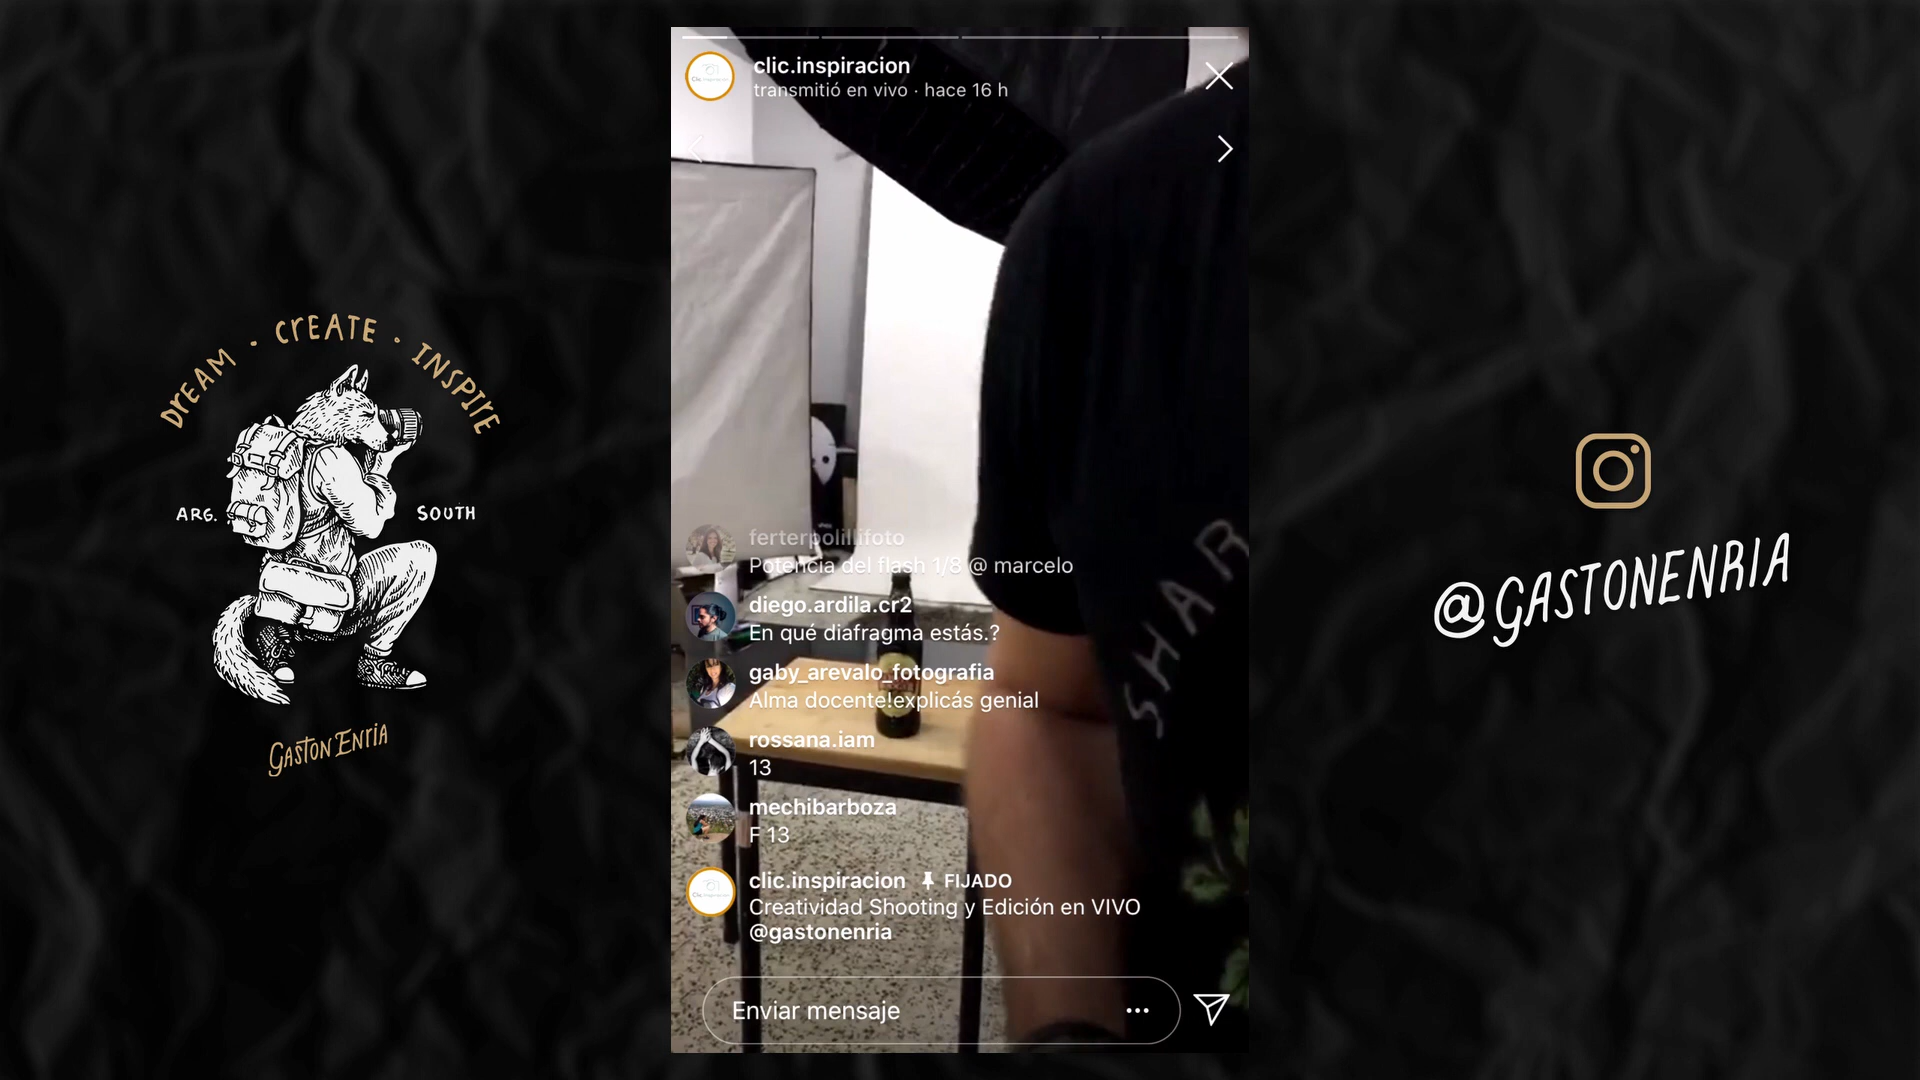 DREAM · CREATE · INSPIRE
ARG. SOUTH
GASTON ENRIA
clic.inspiracion
transmitió en vivo · hace 16 h
ferterpolillifoto
Potencia del flash 1/8 @ marcelo
diego.ardila.cr2
En qué diafragma estás.?
gaby_arevalo_fotografia
Alma docente!explicás genial
rossana.iam
13
mechibarboza
F 13
clic.inspiracion FIJADO
Creatividad Shooting y Edición en VIVO
@gastonenria
Enviar mensaje
SHAR
@GASTONENRIA